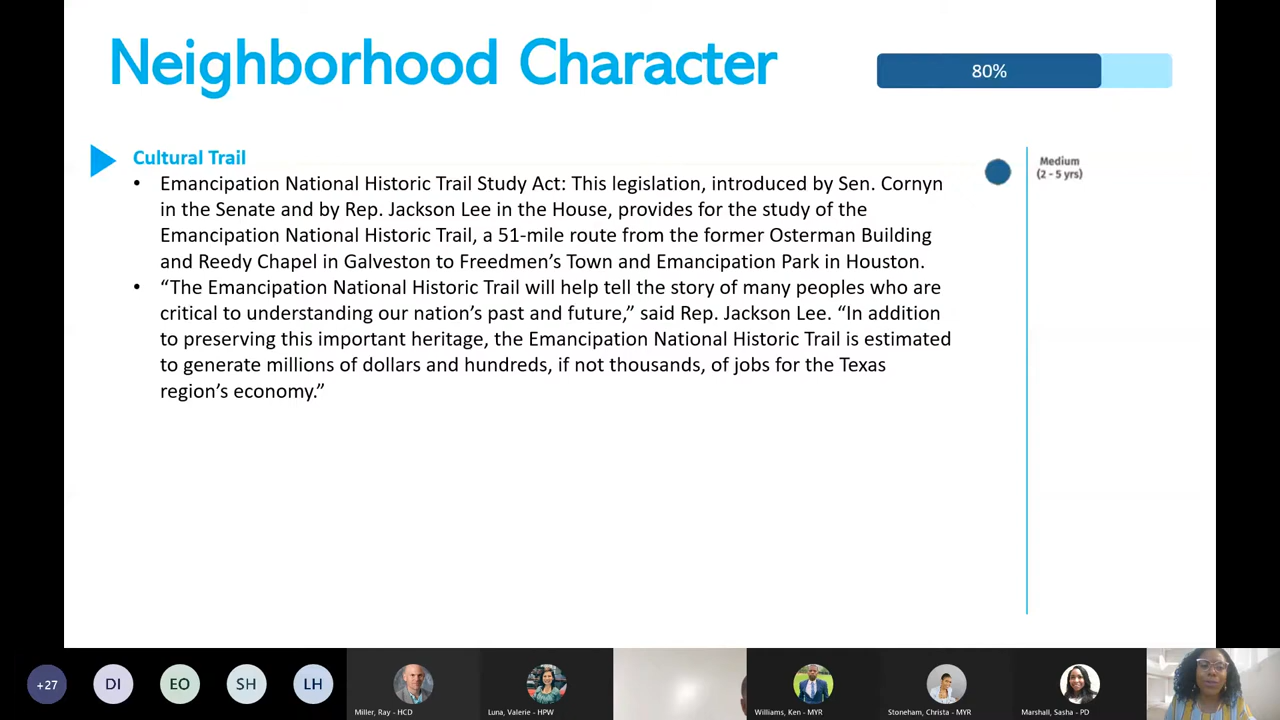 Neighborhood Character
80%
Cultural Trail
Medium
(2 - 5 yrs)
• Emancipation National Historic Trail Study Act: This legislation, introduced by Sen. Cornyn
in the Senate and by Rep. Jackson Lee in the House, provides for the study of the
Emancipation National Historic Trail, a 51-mile route from the former Osterman Building
and Reedy Chapel in Galveston to Freedmen’s Town and Emancipation Park in Houston.
• “The Emancipation National Historic Trail will help tell the story of many peoples who are
critical to understanding our nation’s past and future,” said Rep. Jackson Lee. “In addition
to preserving this important heritage, the Emancipation National Historic Trail is estimated
to generate millions of dollars and hundreds, if not thousands, of jobs for the Texas
region’s economy.”
+27
DI
EO
SH
LH
Miller, Ray - HCD
Luna, Valerie - HPW
Williams, Ken - MYR
Stoneham, Christa - MYR
Marshall, Sasha - PD